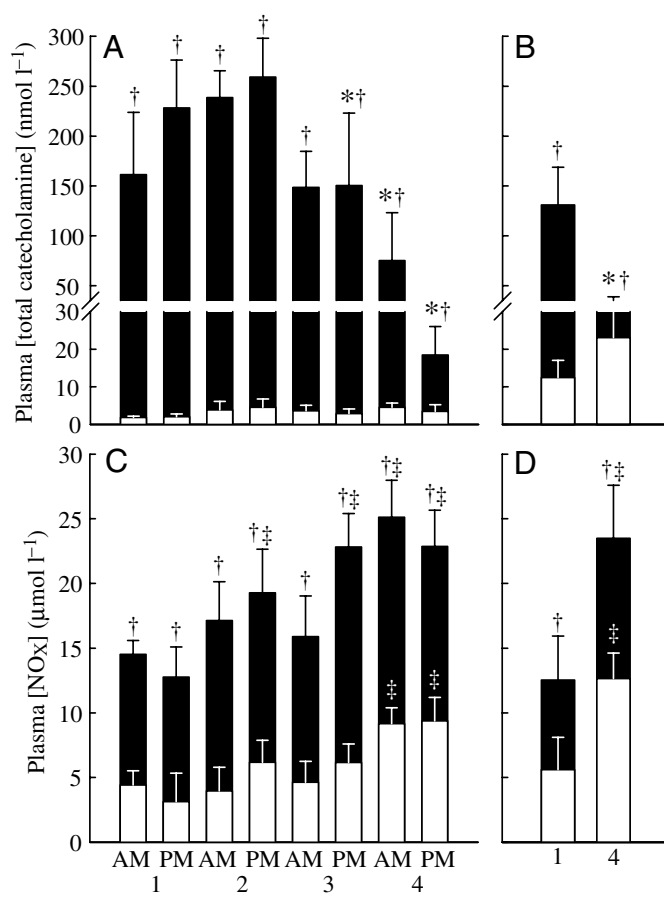 A
B
Plasma [total catecholamine] (nmol l⁻¹)
300
250
200
150
100
50
30
20
10
0
† † † † † *† *† *†
† *†
C
D
Plasma [NOx] (μmol l⁻¹)
30
25
20
15
10
5
0
† † † †‡ † †‡ †‡ †‡
‡ ‡
† †‡
‡
AM PM AM PM AM PM AM PM
1 2 3 4
1 4